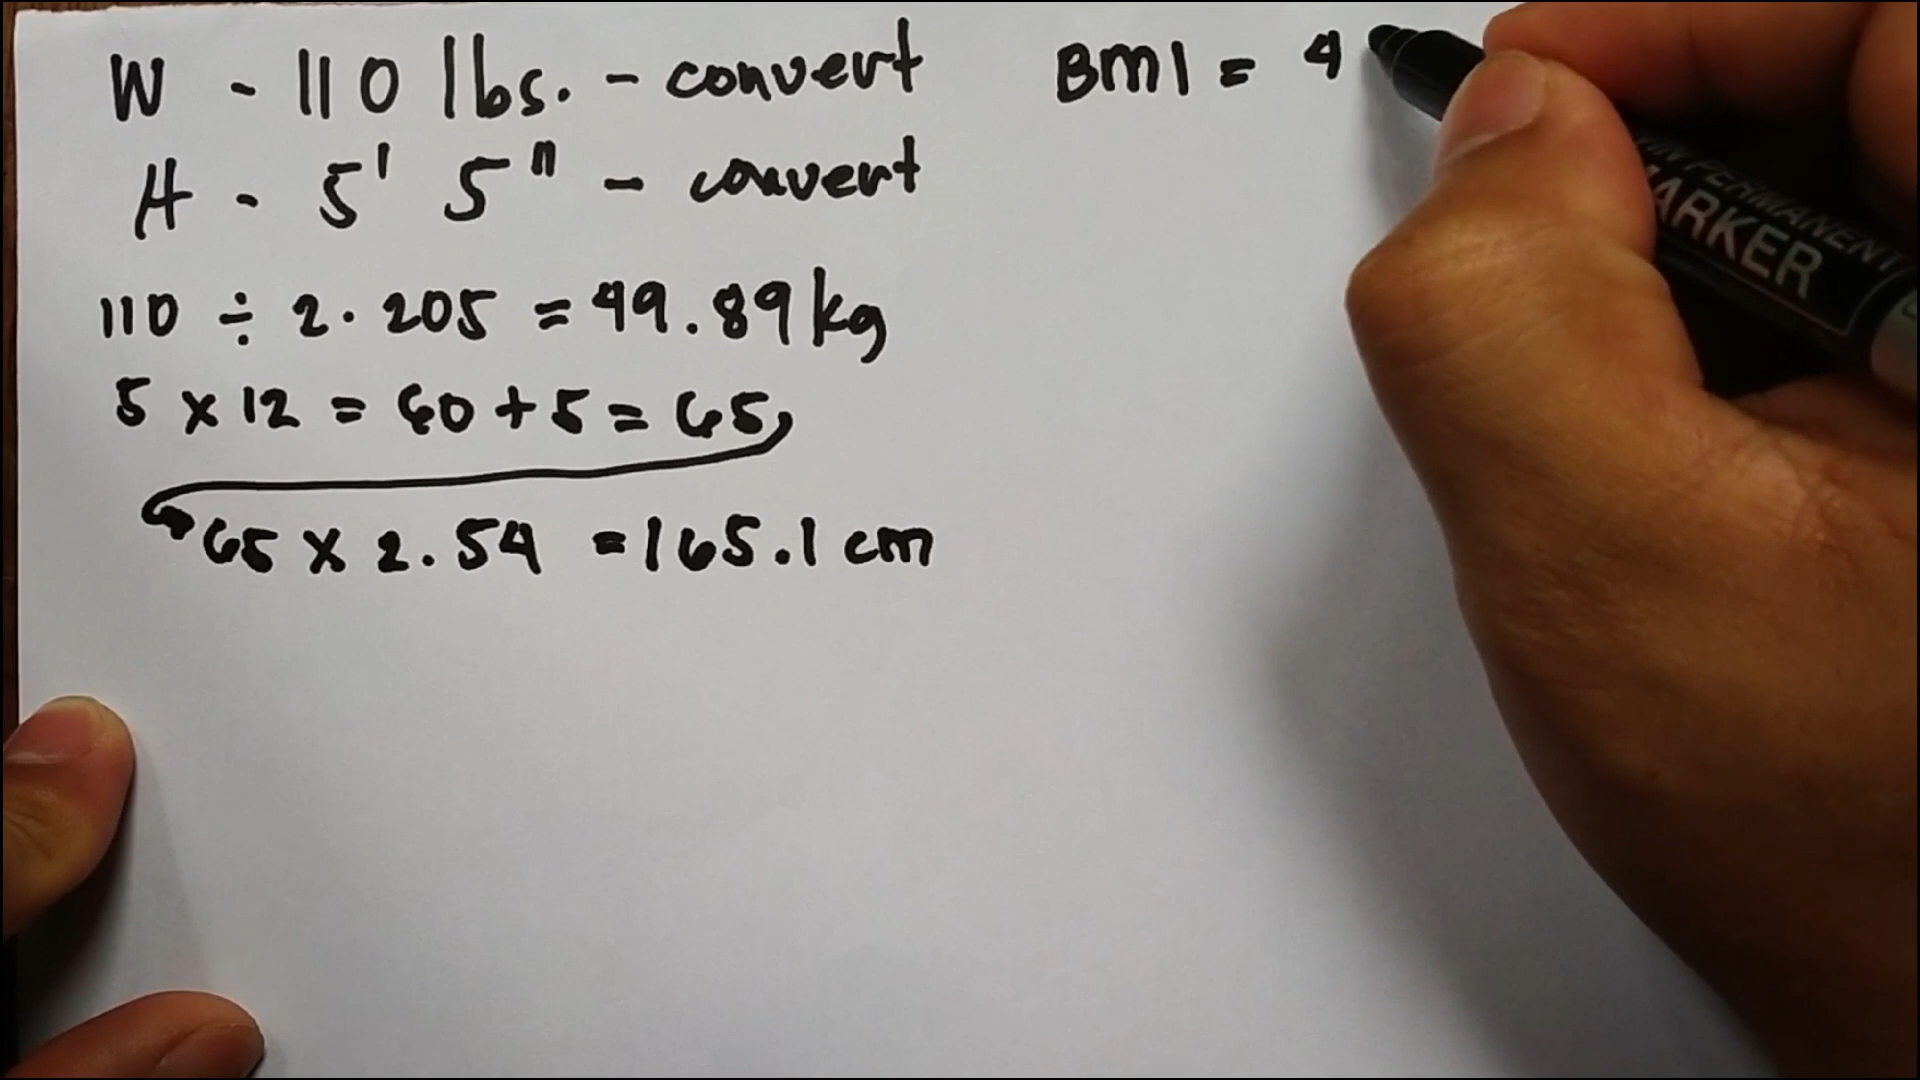 W - 110 lbs. - convert
H - 5' 5" - convert
110 ÷ 2.205 = 49.89 kg
5 x 12 = 60 + 5 = 65
65 x 2.54 = 165.1 cm
BMI = 4
PERMANENT
MARKER